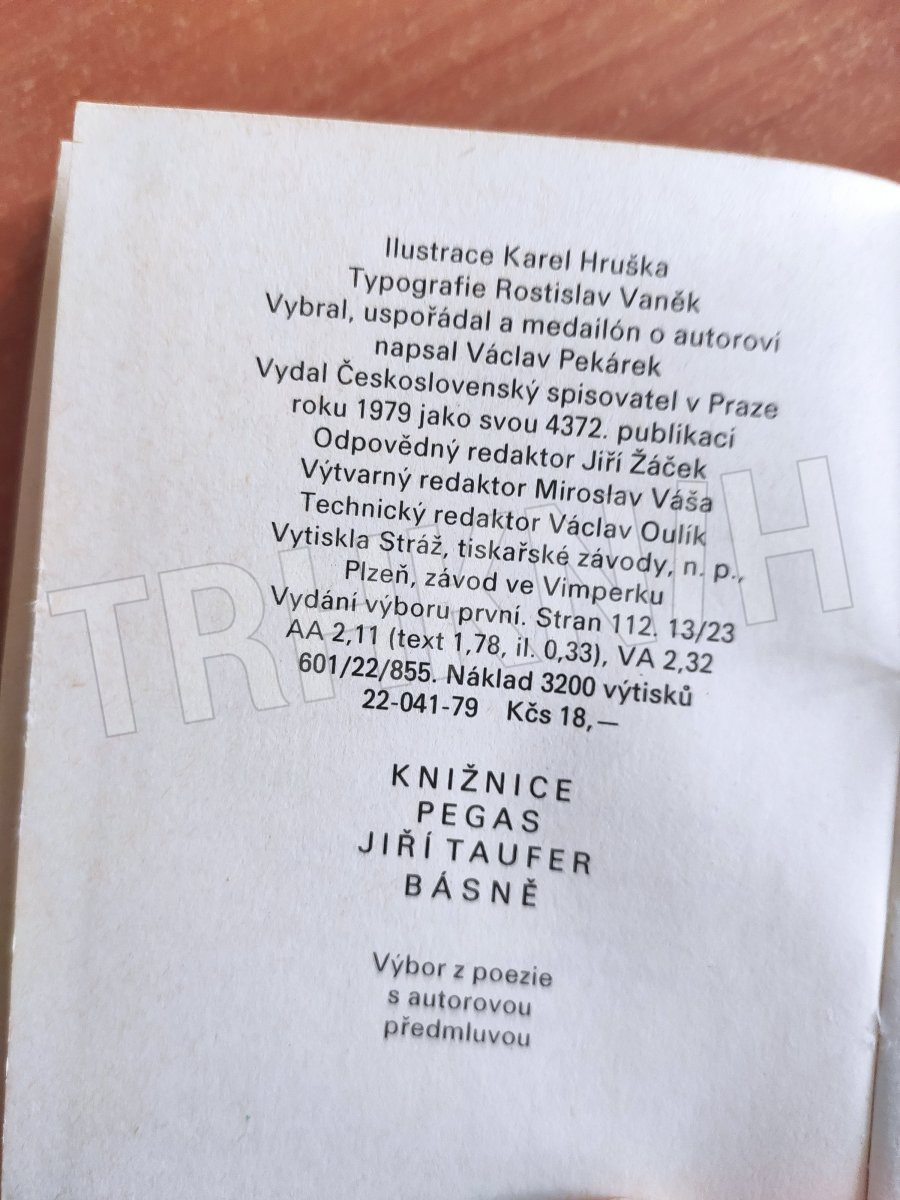 Ilustrace Karel Hruška
Typografie Rostislav Vaněk
Vybral, uspořádal a medailón o autorovi
napsal Václav Pekárek
Vydal Československý spisovatel v Praze
roku 1979 jako svou 4372. publikaci
Odpovědný redaktor Jiří Žáček
Výtvarný redaktor Miroslav Váša
Technický redaktor Václav Oulík
Vytiskla Stráž, tiskařské závody, n. p.,
Plzeň, závod ve Vimperku
Vydání výboru první. Stran 112. 13/23
AA 2,11 (text 1,78, il. 0,33), VA 2,32
601/22/855. Náklad 3200 výtisků
22-041-79 Kčs 18,—
KNIŽNICE
PEGAS
JIŘÍ TAUFER
BÁSNĚ
Výbor z poezie
s autorovou
předmluvou